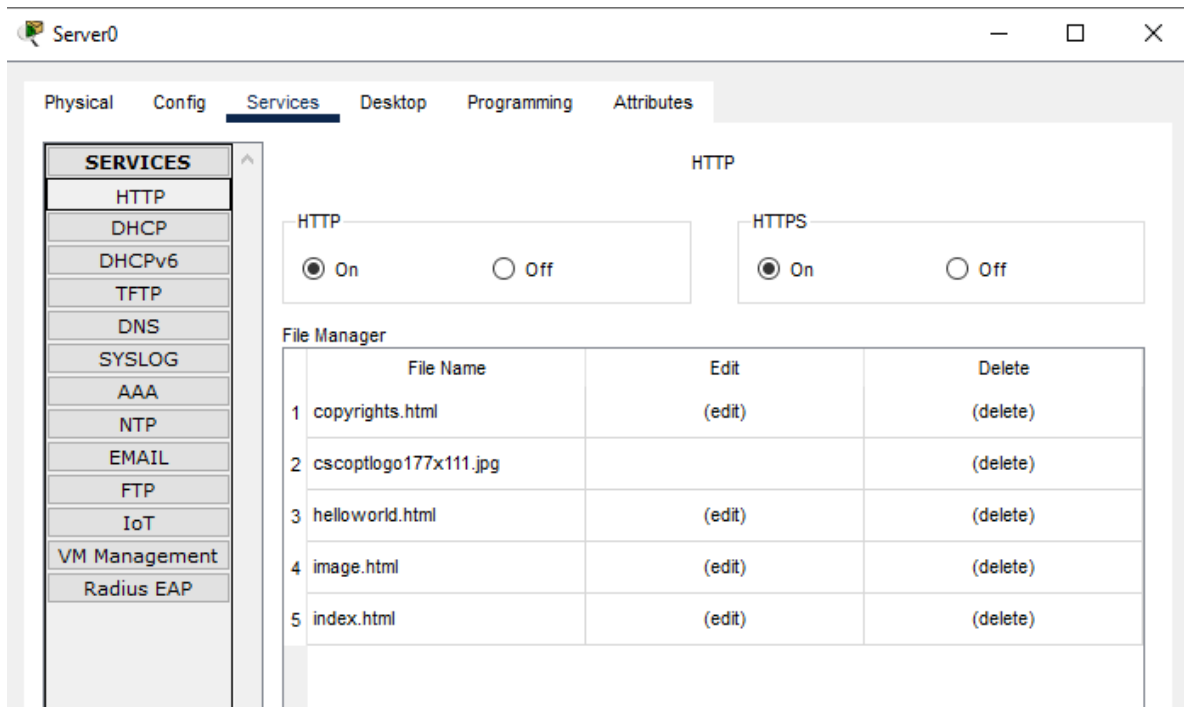 Server0
Physical Config Services Desktop Programming Attributes
SERVICES
HTTP
DHCP
DHCPv6
TFTP
DNS
SYSLOG
AAA
NTP
EMAIL
FTP
IoT
VM Management
Radius EAP
HTTP
HTTP
On Off
HTTPS
On Off
File Manager
File Name Edit Delete
1 copyrights.html (edit) (delete)
2 cscoptlogo177x111.jpg (delete)
3 helloworld.html (edit) (delete)
4 image.html (edit) (delete)
5 index.html (edit) (delete)